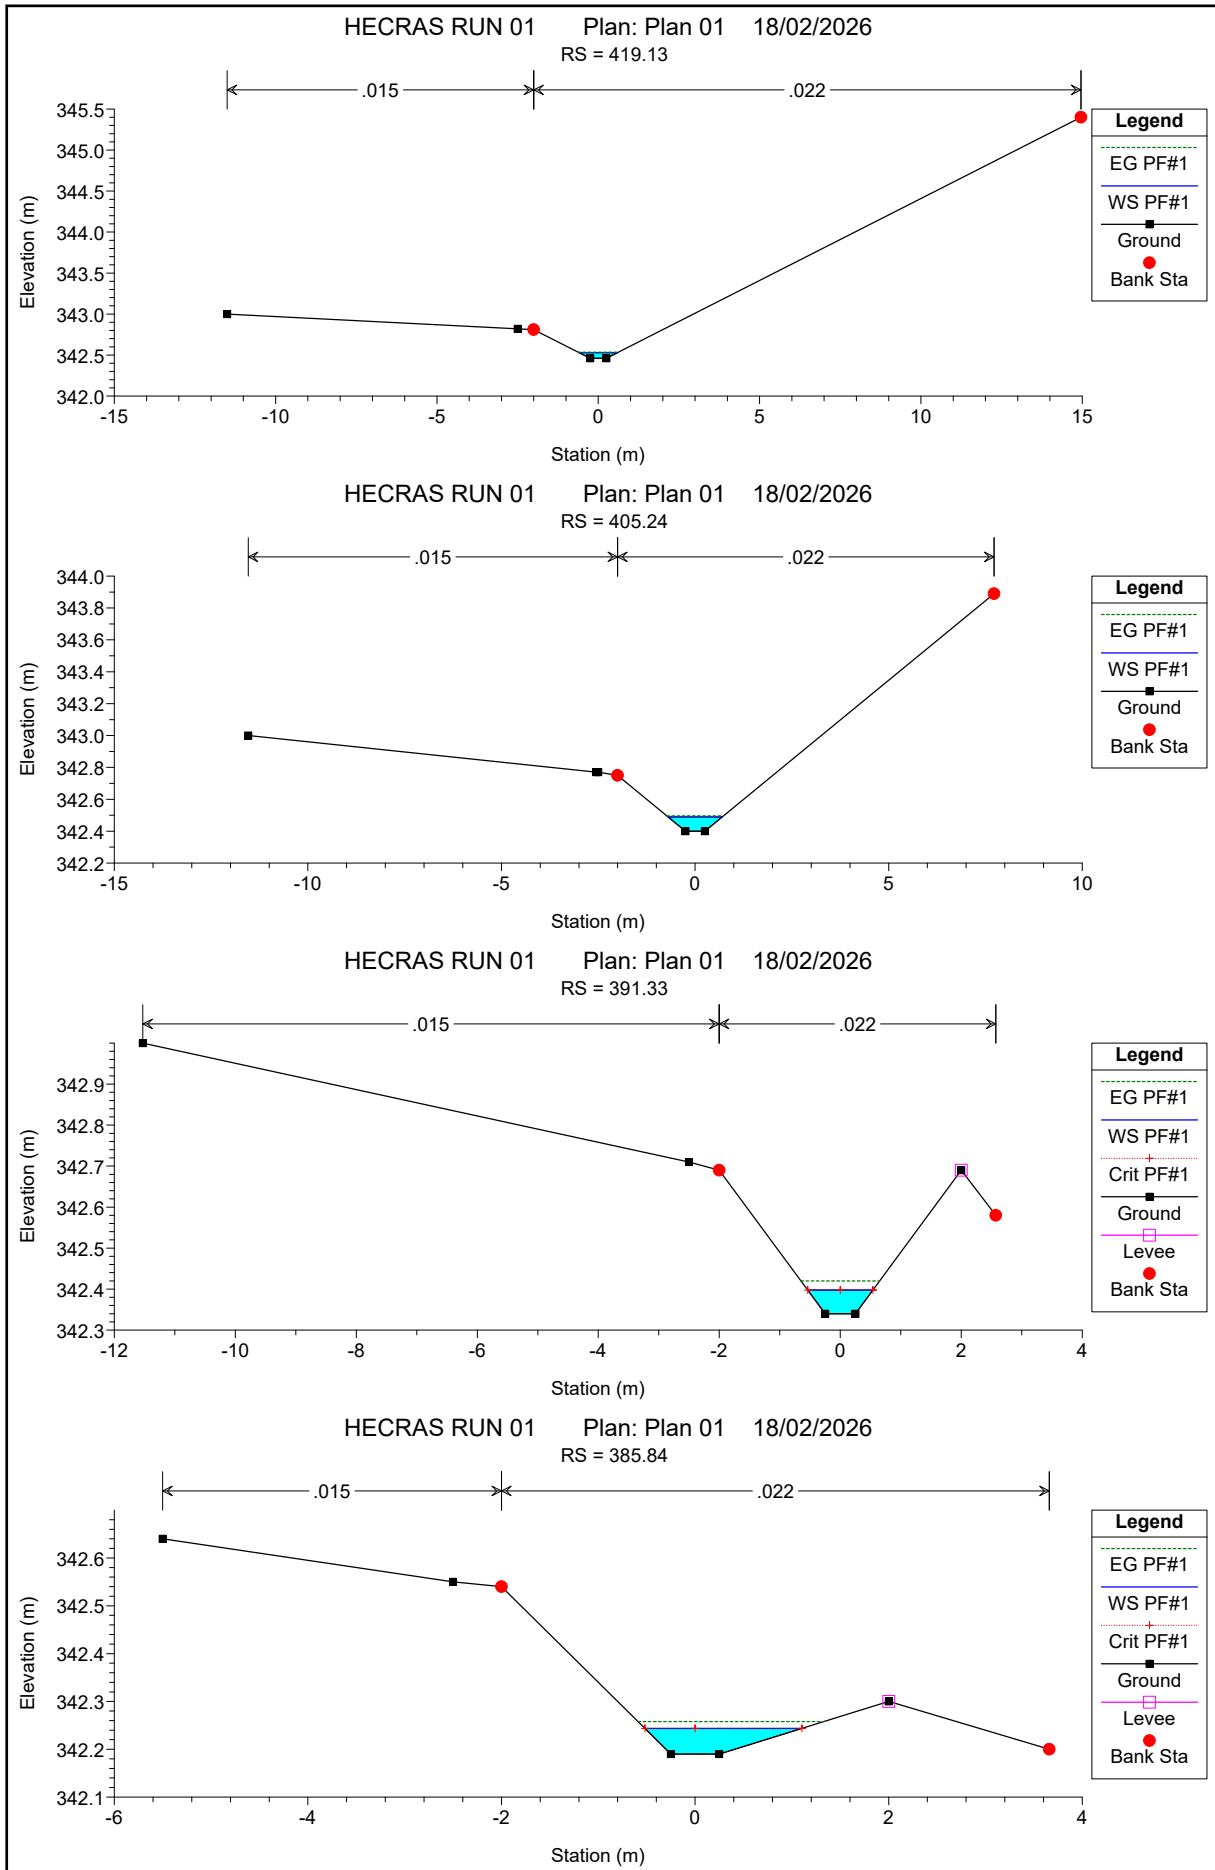 HECRAS RUN 01 Plan: Plan 01 18/02/2026
RS = 419.13
.015 .022
345.5
345.0
344.5
344.0
343.5
343.0
342.5
342.0
Elevation (m)
-15 -10 -5 0 5 10 15
Station (m)
Legend
EG PF#1
WS PF#1
Ground
Bank Sta
HECRAS RUN 01 Plan: Plan 01 18/02/2026
RS = 405.24
.015 .022
344.0
343.8
343.6
343.4
343.2
343.0
342.8
342.6
342.4
342.2
Elevation (m)
-15 -10 -5 0 5 10
Station (m)
Legend
EG PF#1
WS PF#1
Ground
Bank Sta
HECRAS RUN 01 Plan: Plan 01 18/02/2026
RS = 391.33
.015 .022
342.9
342.8
342.7
342.6
342.5
342.4
342.3
Elevation (m)
-12 -10 -8 -6 -4 -2 0 2 4
Station (m)
Legend
EG PF#1
WS PF#1
Crit PF#1
Ground
Levee
Bank Sta
HECRAS RUN 01 Plan: Plan 01 18/02/2026
RS = 385.84
.015 .022
342.6
342.5
342.4
342.3
342.2
342.1
Elevation (m)
-6 -4 -2 0 2 4
Station (m)
Legend
EG PF#1
WS PF#1
Crit PF#1
Ground
Levee
Bank Sta